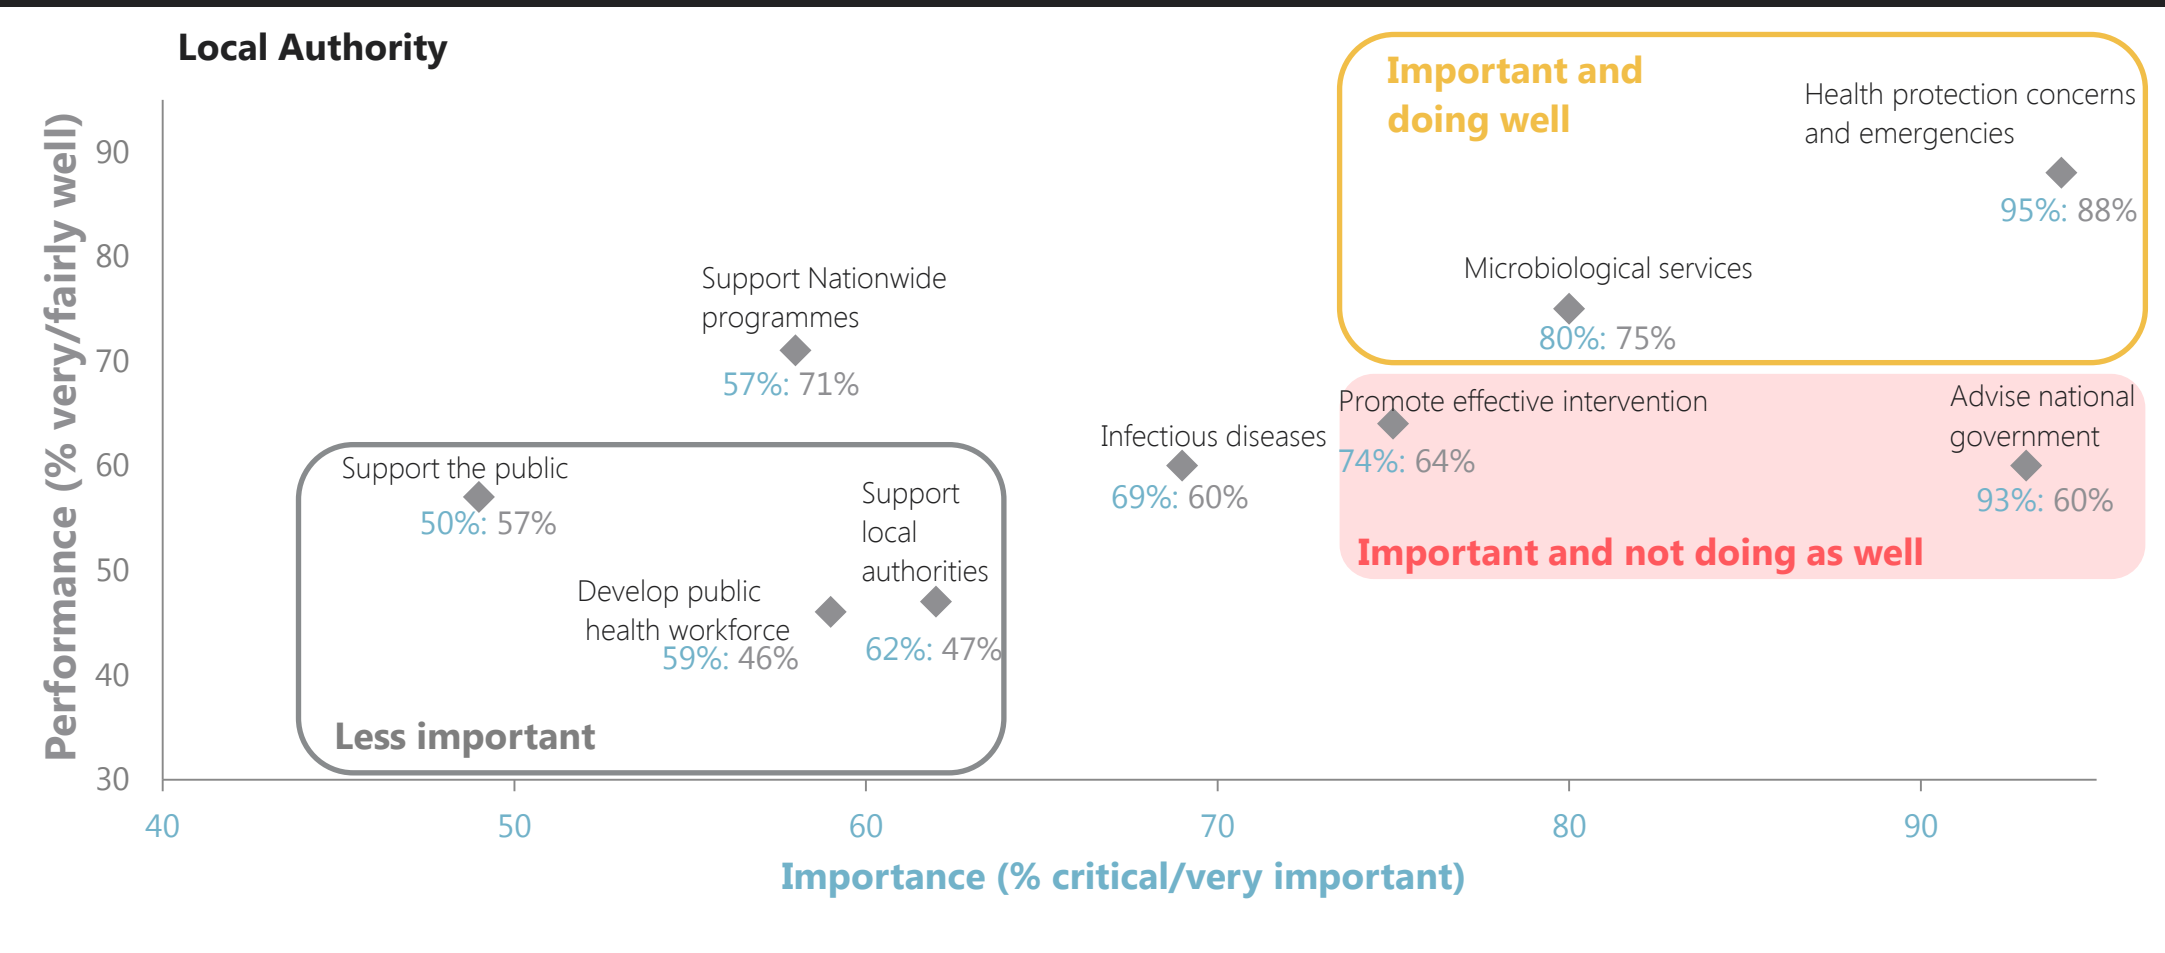 Local Authority
Important and
doing well
Health protection concerns
and emergencies
95%: 88%
Microbiological services
80%: 75%
Support Nationwide
programmes
57%: 71%
Promote effective intervention
74%: 64%
Advise national
government
93%: 60%
Important and not doing as well
Infectious diseases
69%: 60%
Support the public
50%: 57%
Support
local
authorities
62%: 47%
Develop public
health workforce
59%: 46%
Less important
Performance (% very/fairly well)
90
80
70
60
50
40
30
40 50 60 70 80 90
Importance (% critical/very important)